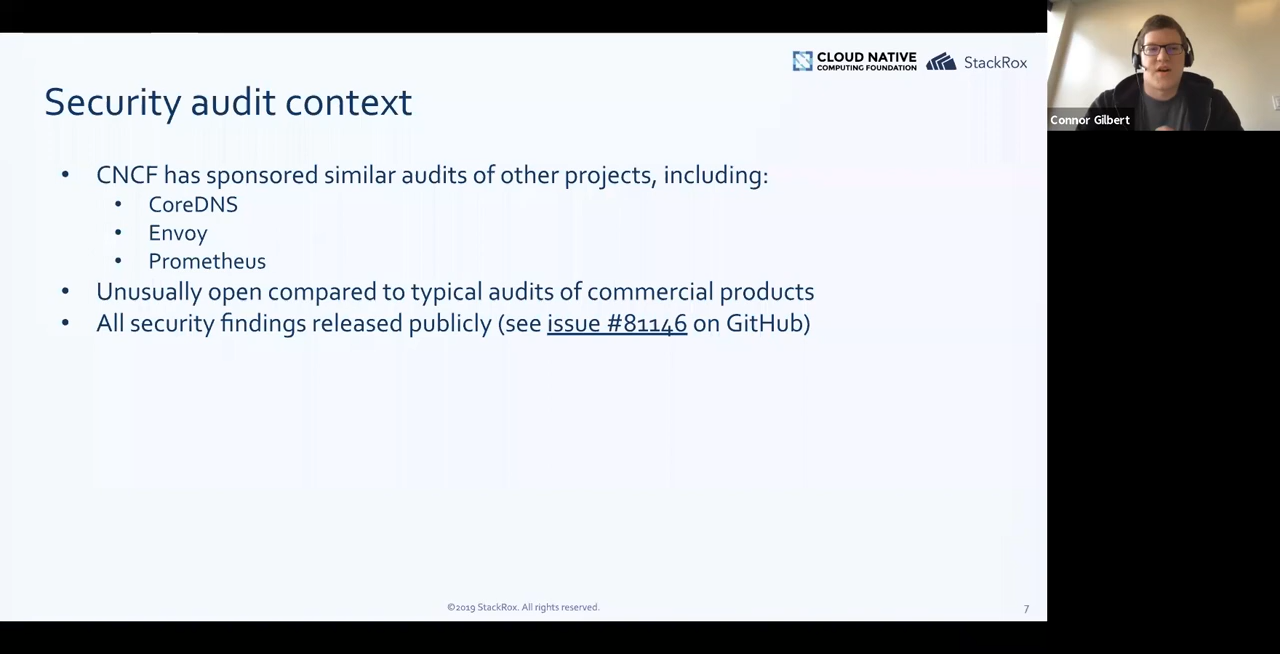 CLOUD NATIVE
COMPUTING FOUNDATION
StackRox
Connor Gilbert
Security audit context
• CNCF has sponsored similar audits of other projects, including:
• CoreDNS
• Envoy
• Prometheus
• Unusually open compared to typical audits of commercial products
• All security findings released publicly (see issue #81146 on GitHub)
©2019 StackRox. All rights reserved.
7